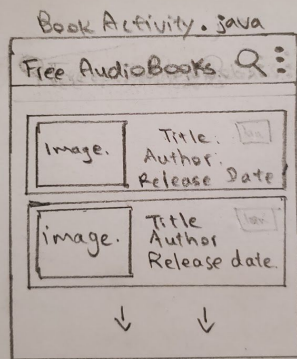 Book Activity.java
Free AudioBooks.
Image.
Title:
Author:
Release Date
image.
Title
Author
Release date.